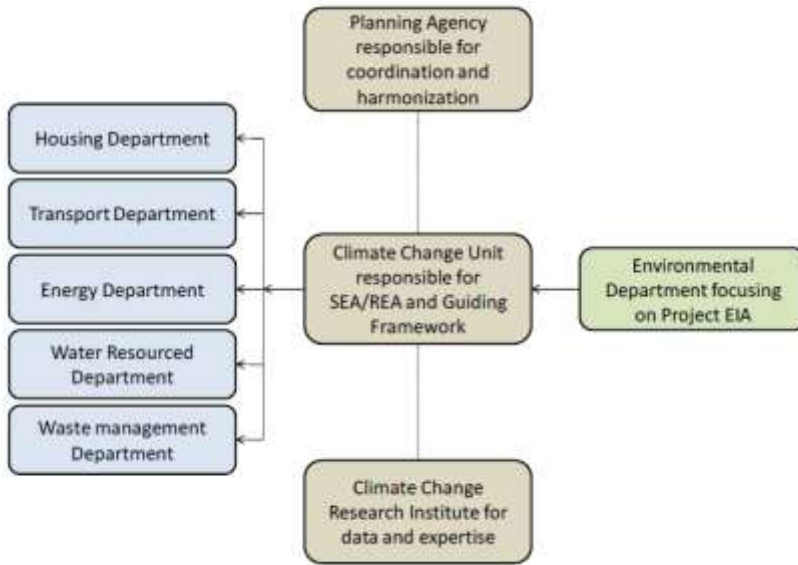 Planning Agency
responsible for
coordination and
harmonization
Housing Department
Transport Department
Energy Department
Water Resourced
Department
Waste management
Department
Climate Change Unit
responsible for
SEA/REA and Guiding
Framework
Environmental
Department focusing
on Project EIA
Climate Change
Research Institute for
data and expertise